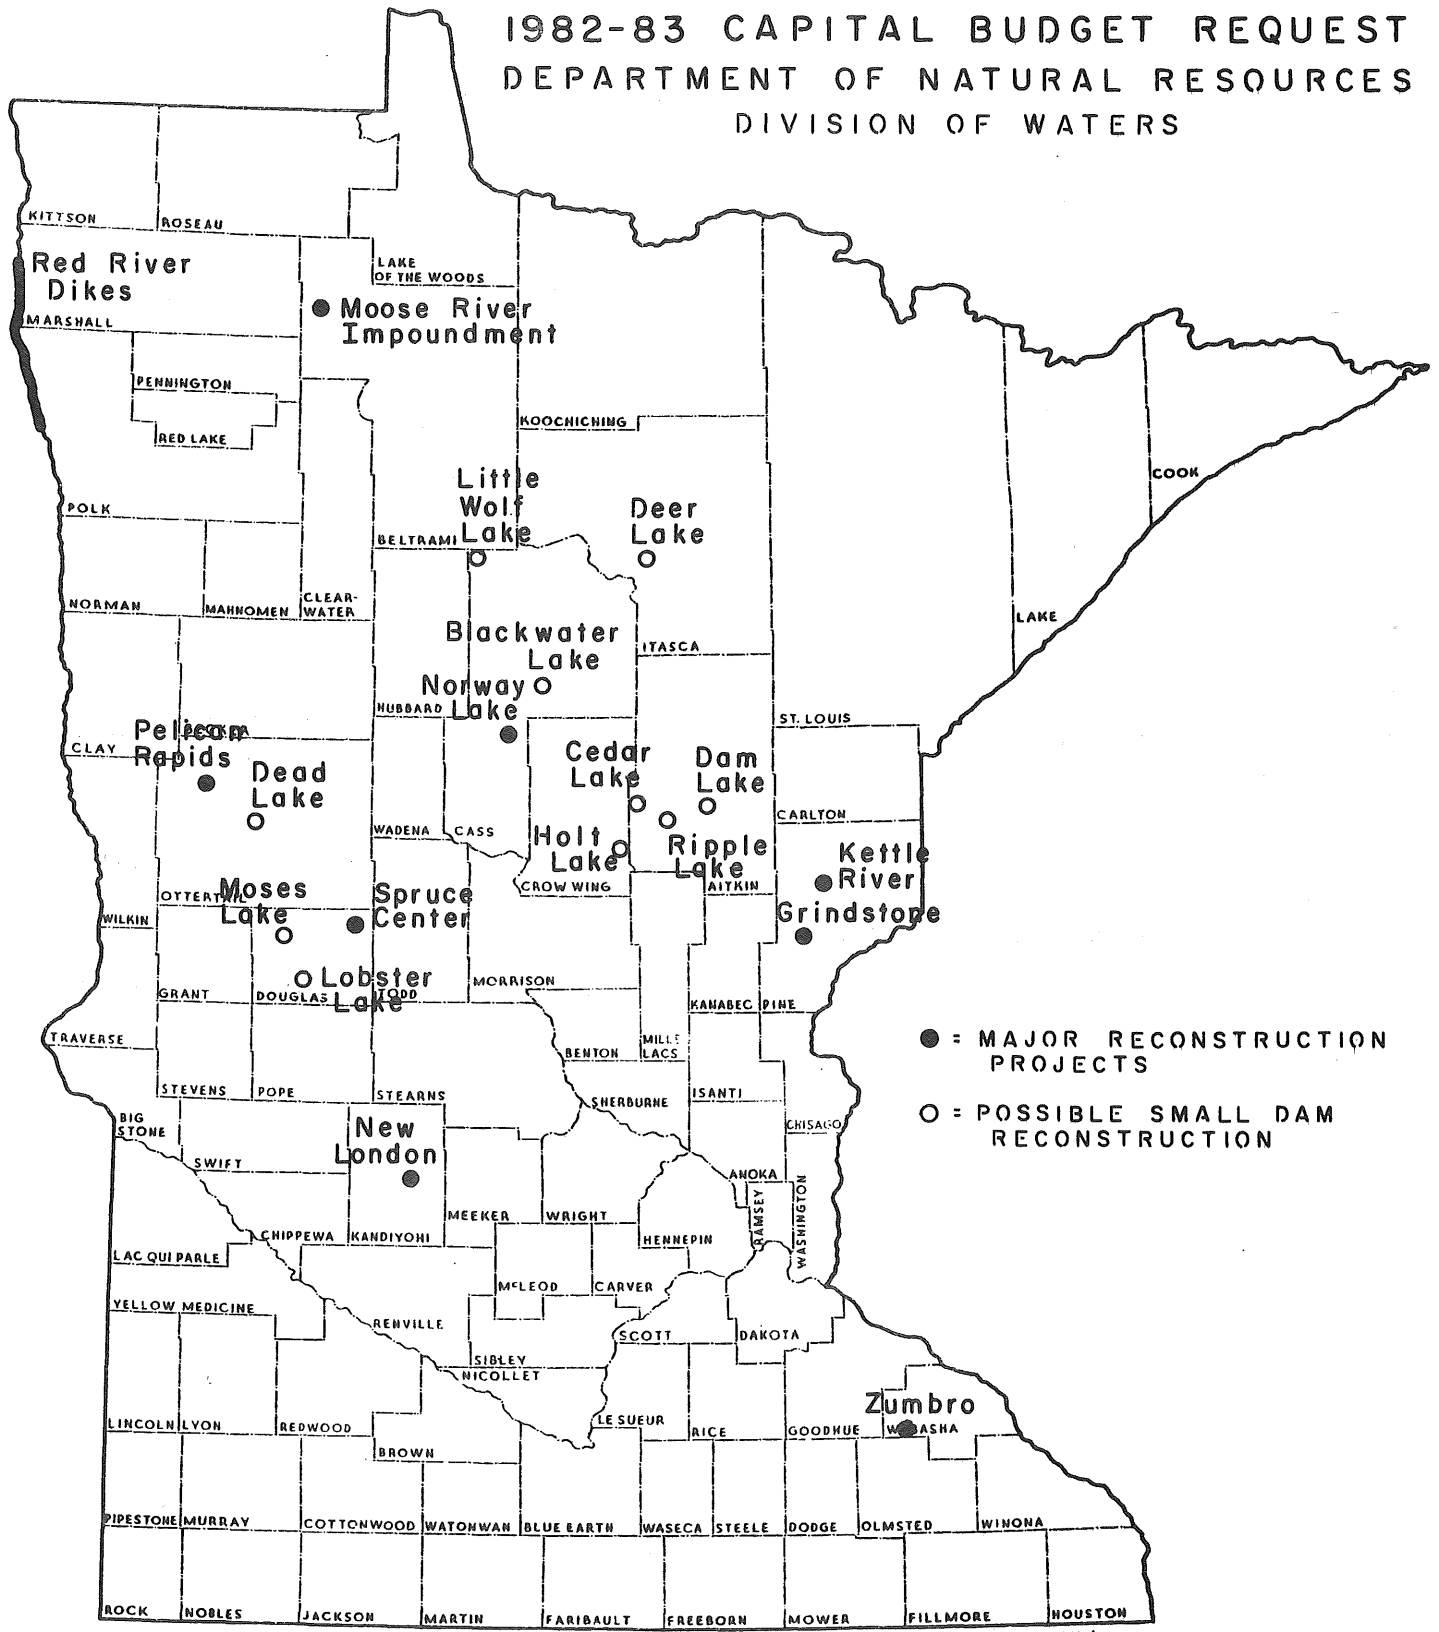 1982-83 CAPITAL BUDGET REQUEST
DEPARTMENT OF NATURAL RESOURCES
DIVISION OF WATERS
KITTSON
ROSEAU
LAKE
OF THE WOODS
Red River
Dikes
MARSHALL
Moose River
Impoundment
PENNINGTON
RED LAKE
KOOCHICHING
COOK
POLK
Little
Wolf
Lake
BELTRAMI
Deer
Lake
NORMAN
MAHNOMEN
CLEAR-
WATER
LAKE
Blackwater
Lake
ITASCA
Norway
Lake
HUBBARD
ST. LOUIS
Pelican
Rapids
CLAY
Dead
Lake
Cedar
Lake
Dam
Lake
WADENA
CASS
CARLTON
Holt
Lake
Ripple
Lake
Kettle
River
CROW WING
AITKIN
OTTERTAIL
Moses
Lake
Spruce
Center
Grindstone
WILKIN
Lobster
Lake
GRANT
DOUGLAS
TODD
MORRISON
KANABEC
PINE
TRAVERSE
BENTON
MILLE
LACS
● = MAJOR RECONSTRUCTION
PROJECTS
STEVENS
POPE
STEARNS
SHERBURNE
ISANTI
O = POSSIBLE SMALL DAM
RECONSTRUCTION
BIG
STONE
CHISAGO
New
London
SWIFT
ANOKA
RAMSEY
WASHINGTON
MEEKER
WRIGHT
CHIPPEWA
KANDIYOHI
HENNEPIN
LAC QUI PARLE
McLEOD
CARVER
YELLOW MEDICINE
RENVILLE
SCOTT
DAKOTA
SIBLEY
NICOLLET
Zumbro
LINCOLN
LYON
REDWOOD
LE SUEUR
RICE
GOODHUE
BROWN
PIPESTONE
MURRAY
COTTONWOOD
WATONWAN
BLUE EARTH
WASECA
STEELE
DODGE
OLMSTED
WINONA
ROCK
NOBLES
JACKSON
MARTIN
FARIBAULT
FREEBORN
MOWER
FILLMORE
HOUSTON